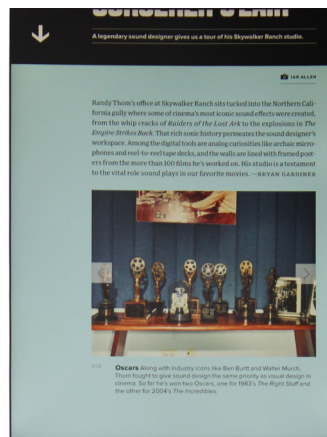 A legendary sound designer gives us a tour of his Skywalker Ranch studio.
IAN ALLEN
Randy Thom's office at Skywalker Ranch sits tucked into the Northern Cali-
fornia gully where some of cinema's most iconic sound effects were created,
from the whip cracks of Raiders of the Lost Ark to the explosions in The
Empire Strikes Back. That rich sonic history permeates the sound designer's
workspace. Among the digital tools are analog curiosities like archaic micro-
phones and reel-to-reel tape decks, and the walls are lined with framed post-
ers from the more than 100 films he's worked on. His studio is a testament
to the vital role sound plays in our favorite movies. —BRYAN GARDINER
Oscars Along with industry icons like Ben Burtt and Walter Murch,
Thom fought to give sound design the same priority as visual design in
cinema. So far he's won two Oscars, one for 1983's The Right Stuff and
the other for 2004's The Incredibles.